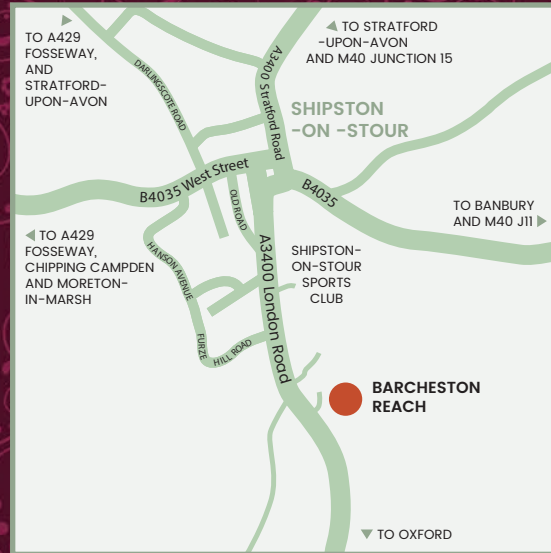 TO A429
FOSSEWAY,
AND
STRATFORD-
UPON-AVON
TO STRATFORD
-UPON-AVON
AND M40 JUNCTION 15
DARLINGSCOTE ROAD
A3400 Stratford Road
SHIPSTON
-ON -STOUR
B4035 West Street
OLD ROAD
B4035
TO BANBURY
AND M40 J11
TO A429
FOSSEWAY,
CHIPPING CAMPDEN
AND MORETON-
IN-MARSH
HANSON AVENUE
A3400 London Road
SHIPSTON-
ON-STOUR
SPORTS
CLUB
FURZE
HILL ROAD
BARCHESTON
REACH
TO OXFORD